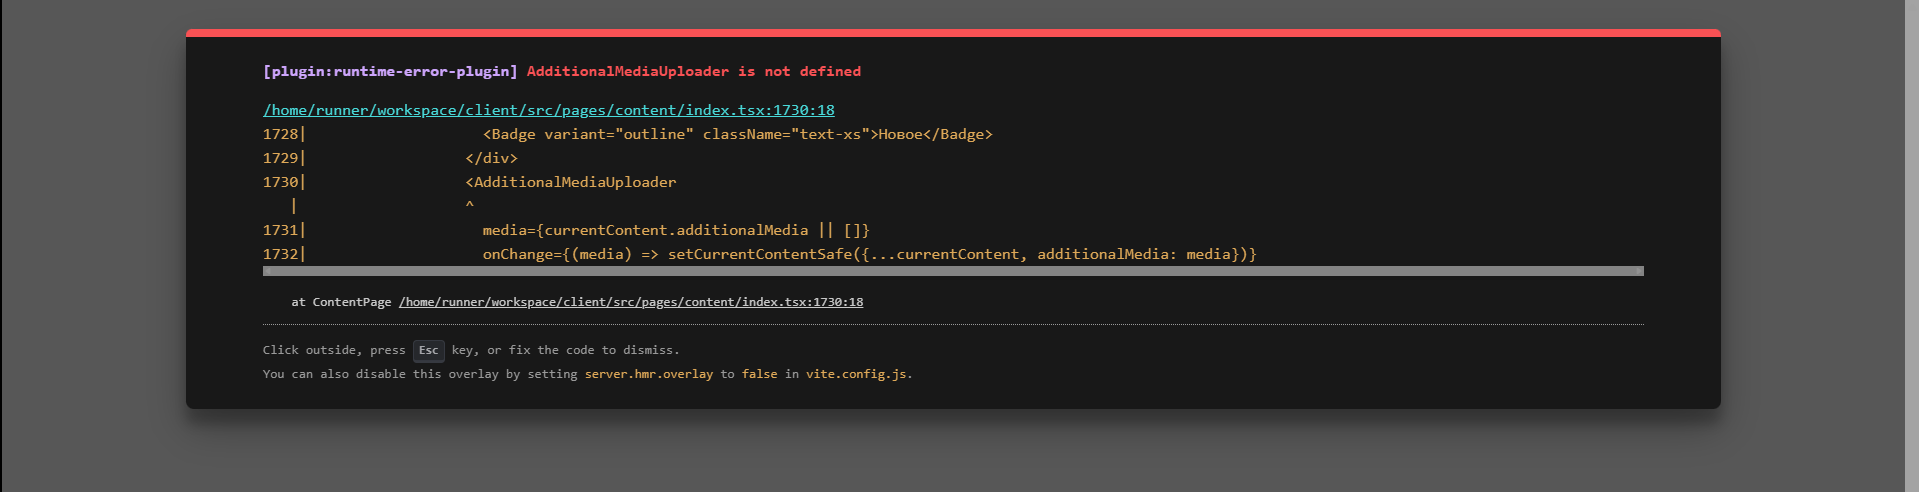 [plugin:runtime-error-plugin] AdditionalMediaUploader is not defined
/home/runner/workspace/client/src/pages/content/index.tsx:1730:18
1728|                    <Badge variant="outline" className="text-xs">Новое</Badge>
1729|                  </div>
1730|                  <AdditionalMediaUploader
   |                   ^
1731|                    media={currentContent.additionalMedia || []}
1732|                    onChange={(media) => setCurrentContentSafe({...currentContent, additionalMedia: media})}
at ContentPage /home/runner/workspace/client/src/pages/content/index.tsx:1730:18
Click outside, press Esc key, or fix the code to dismiss.
You can also disable this overlay by setting server.hmr.overlay to false in vite.config.js.